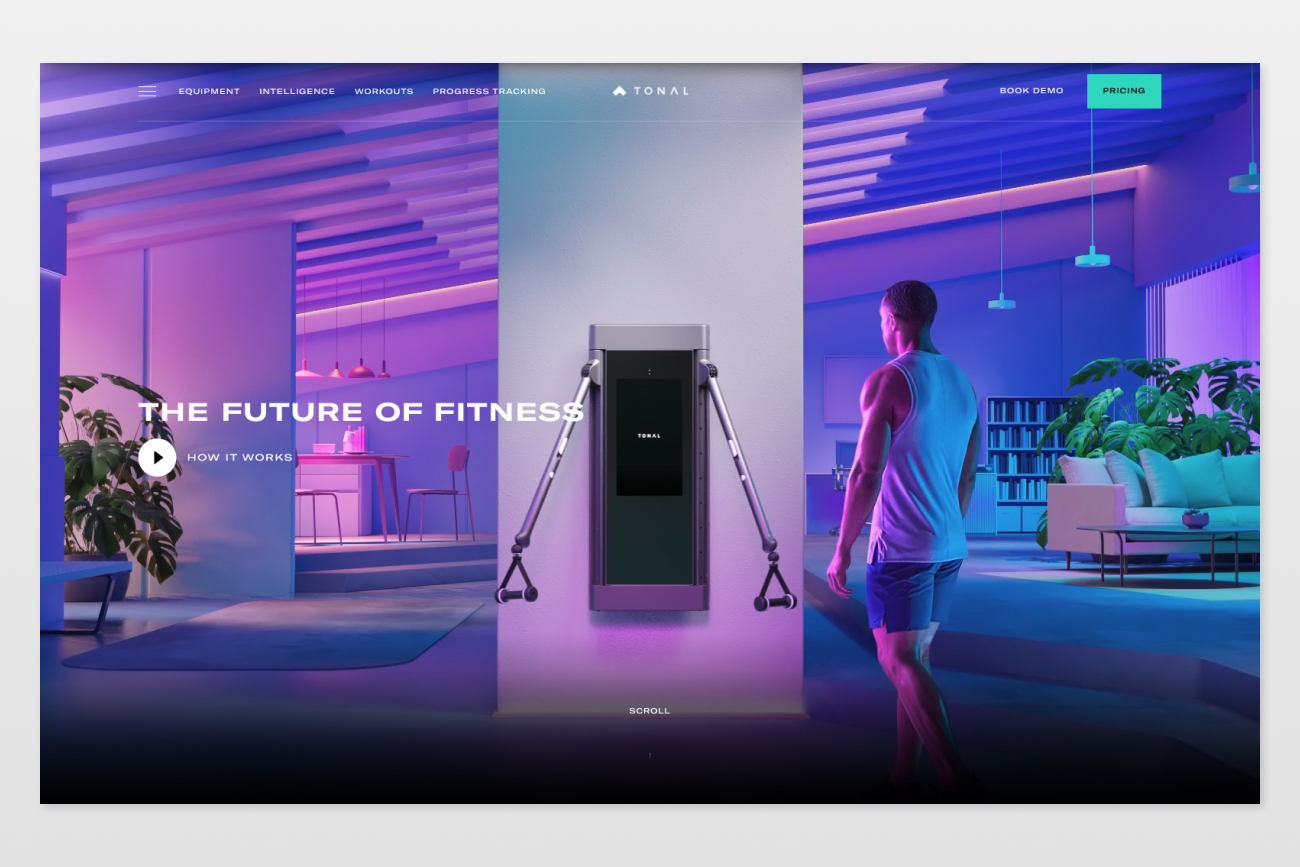 EQUIPMENT INTELLIGENCE WORKOUTS PROGRESS TRACKING TONAL BOOK DEMO PRICING
THE FUTURE OF FITNESS
TONAL
HOW IT WORKS
SCROLL